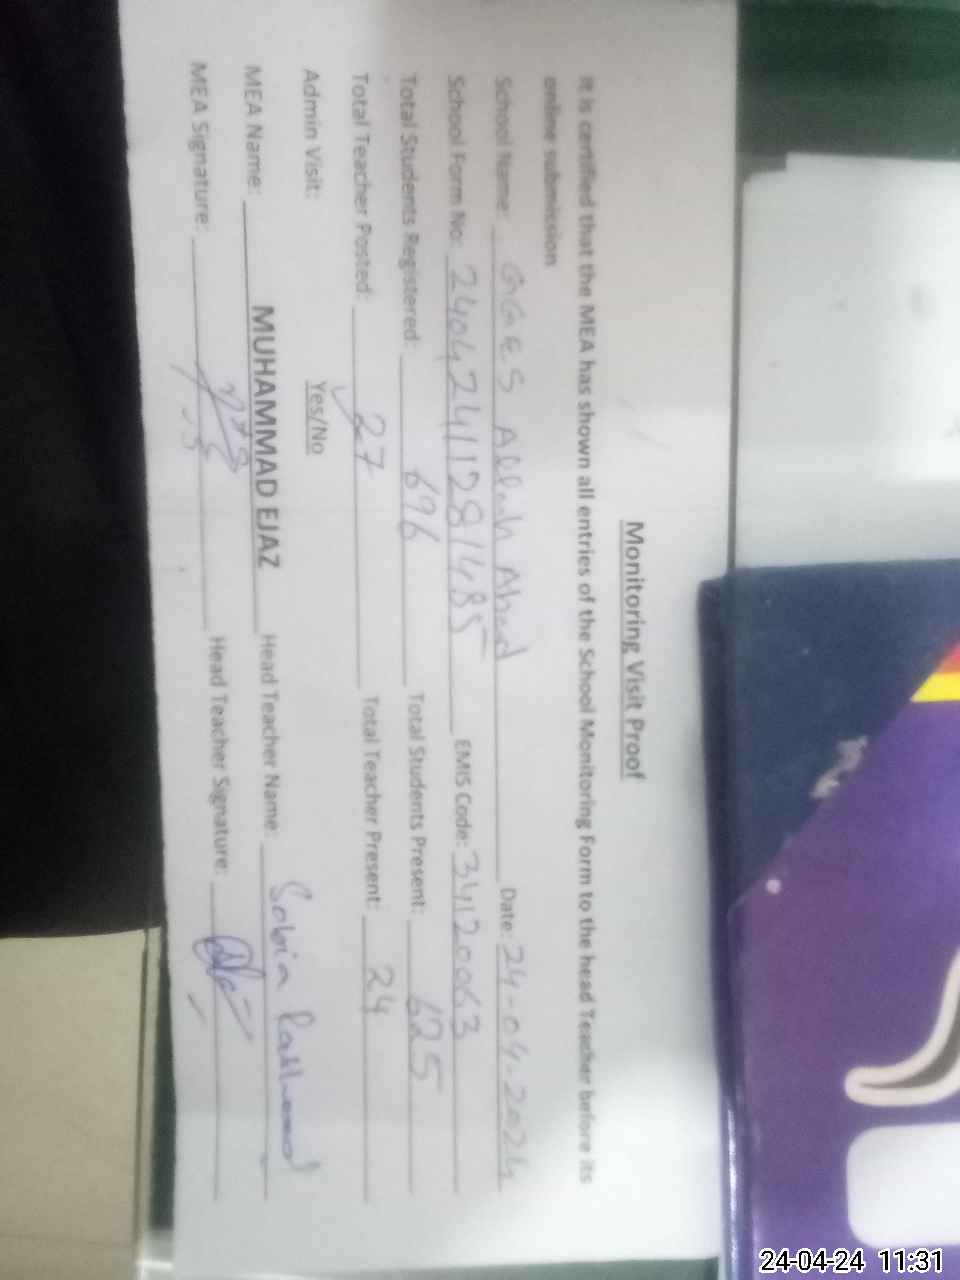 Monitoring Visit Proof
It is certified that the MEA has shown all entries of the School Monitoring Form to the head Teacher before its
online submission
School Name: GGES Allah Abad Date: 24-04-2024
School Form No: 24042411281485 EMIS Code: 34120063
Total Students Registered: 696 Total Students Present: 625
Total Teacher Posted: 27 Total Teacher Present: 24
Admin Visit: Yes/No
MEA Name: MUHAMMAD EJAZ Head Teacher Name: Sobia
MEA Signature: Head Teacher Signature:
24-04-24 11:31